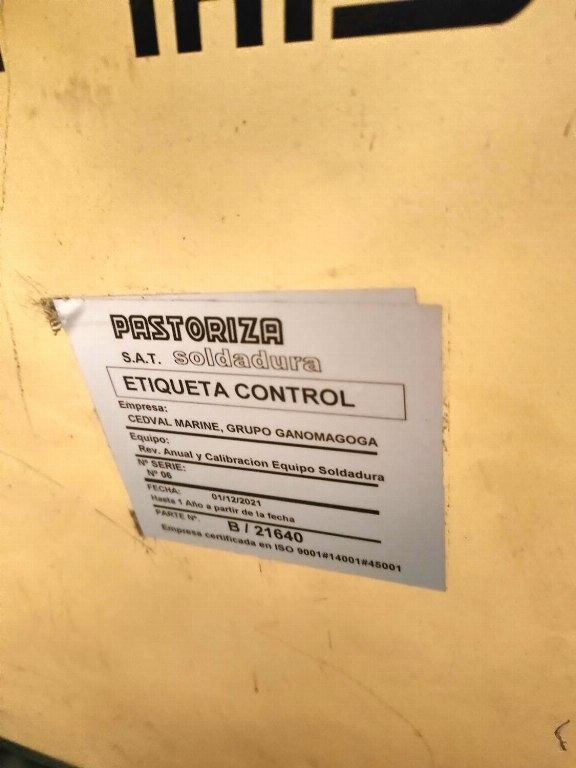 PASTORIZA
S.A.T. soldadura
ETIQUETA CONTROL
Empresa:
CEDVAL MARINE, GRUPO GANOMAGOGA
Equipo:
Rev. Anual y Calibracion Equipo Soldadura
Nº SERIE:
Nº 06
FECHA: 01/12/2021
Hasta 1 Año a partir de la fecha
PARTE Nº. B / 21640
Empresa certificada en ISO 9001#14001#45001